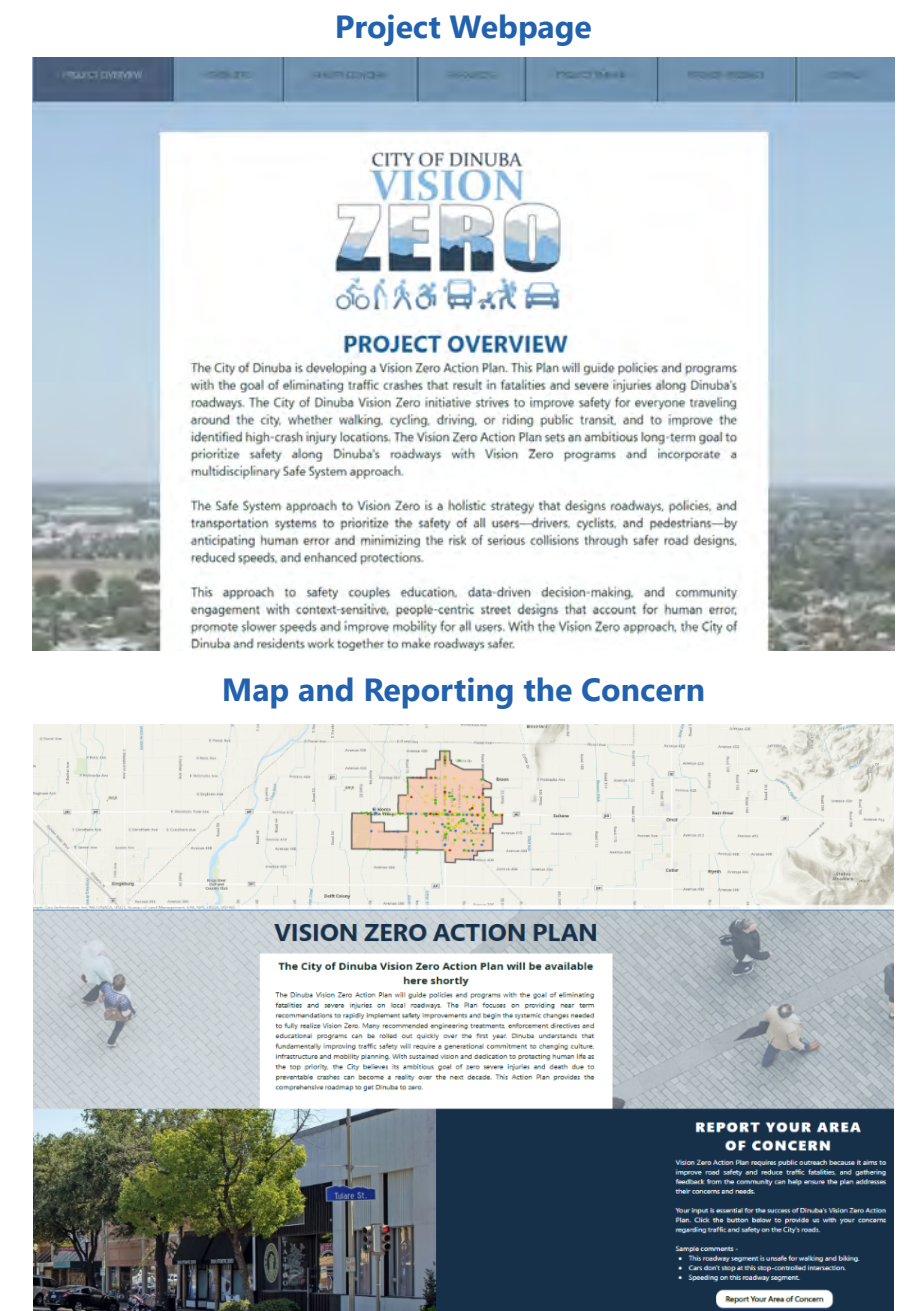 Project Webpage
PROJECT OVERVIEW
CITY OF DINUBA
VISION
ZERO
PROJECT OVERVIEW
The City of Dinuba is developing a Vision Zero Action Plan. This Plan will guide policies and programs
with the goal of eliminating traffic crashes that result in fatalities and severe injuries along Dinuba's
roadways. The City of Dinuba Vision Zero initiative strives to improve safety for everyone traveling
around the city, whether walking, cycling, driving, or riding public transit, and to improve the
identified high-crash injury locations. The Vision Zero Action Plan sets an ambitious long-term goal to
prioritize safety along Dinuba's roadways with Vision Zero programs and incorporate a
multidisciplinary Safe System approach.
The Safe System approach to Vision Zero is a holistic strategy that designs roadways, policies, and
transportation systems to prioritize the safety of all users—drivers, cyclists, and pedestrians—by
anticipating human error and minimizing the risk of serious collisions through safer road designs,
reduced speeds, and enhanced protections.
This approach to safety couples education, data-driven decision-making, and community
engagement with context-sensitive, people-centric street designs that account for human error,
promote slower speeds and improve mobility for all users. With the Vision Zero approach, the City of
Dinuba and residents work together to make roadways safer.
Map and Reporting the Concern
Sultana
Orosi
East Orosi
Cutler
Kingsburg
Delft Colony
VISION ZERO ACTION PLAN
The City of Dinuba Vision Zero Action Plan will be available
here shortly
The Dinuba Vision Zero Action Plan will guide policies and programs with the goal of eliminating
fatalities and severe injuries on local roadways. The Plan focuses on providing near term
recommendations to rapidly implement safety improvements and begin the systemic changes needed
to fully realize Vision Zero. Many recommended engineering treatments, enforcement directives and
educational programs can be rolled out quickly over the first year. Dinuba understands that
fundamentally improving traffic safety will require a generational commitment to changing culture,
infrastructure and mobility planning. With sustained vision and dedication to protecting human life as
the top priority, the City believes its ambitious goal of zero severe injuries and death due to
preventable crashes can become a reality over the next decade. This Action Plan provides the
comprehensive roadmap to get Dinuba to zero.
Tulare St.
REPORT YOUR AREA
OF CONCERN
Vision Zero Action Plan requires public outreach because it aims to
improve road safety and reduce traffic fatalities, and gathering
feedback from the community can help ensure the plan addresses
their concerns and needs.
Your input is essential for the success of Dinuba's Vision Zero Action
Plan. Click the button below to provide us with your concerns
regarding traffic and safety on the City's roads.
Sample comments -
• This roadway segment is unsafe for walking and biking.
• Cars don't stop at this stop-controlled intersection.
• Speeding on this roadway segment.
Report Your Area of Concern